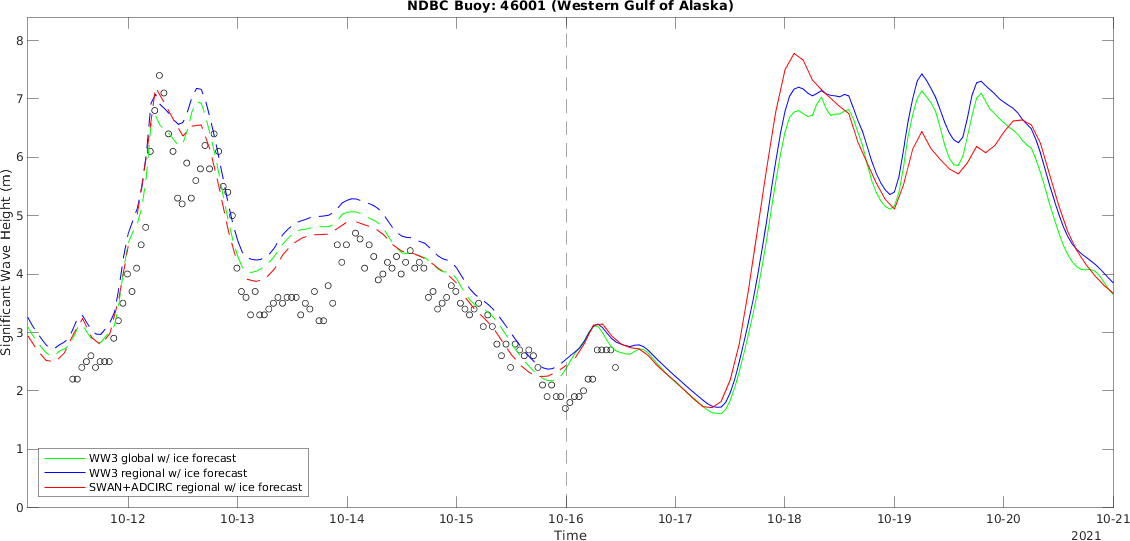 NDBC Buoy: 46001 (Western Gulf of Alaska)
8
7
6
5
4
3
2
1
0
Significant Wave Height (m)
WW3 global w/ ice forecast
WW3 regional w/ ice forecast
SWAN+ADCIRC regional w/ ice forecast
10-12 10-13 10-14 10-15 10-16 10-17 10-18 10-19 10-20 10-21
Time
2021